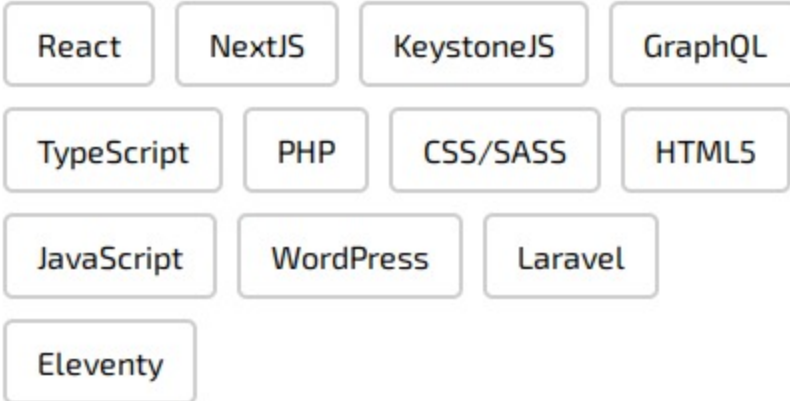 React NextJS KeystoneJS GraphQL
TypeScript PHP CSS/SASS HTML5
JavaScript WordPress Laravel
Eleventy